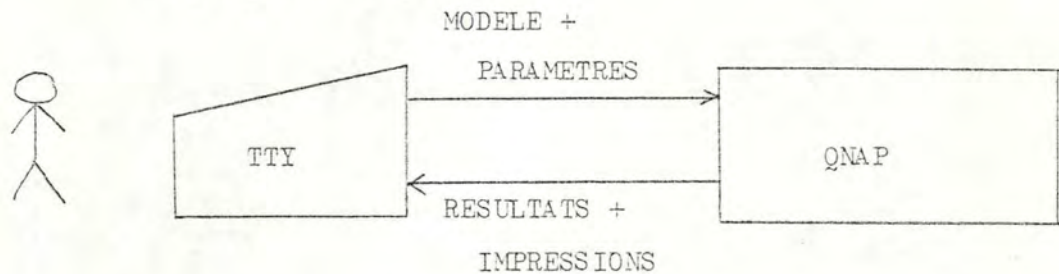 MODELE +
PARAMETRES
TTY
QNAP
RESULTATS +
IMPRESSIONS